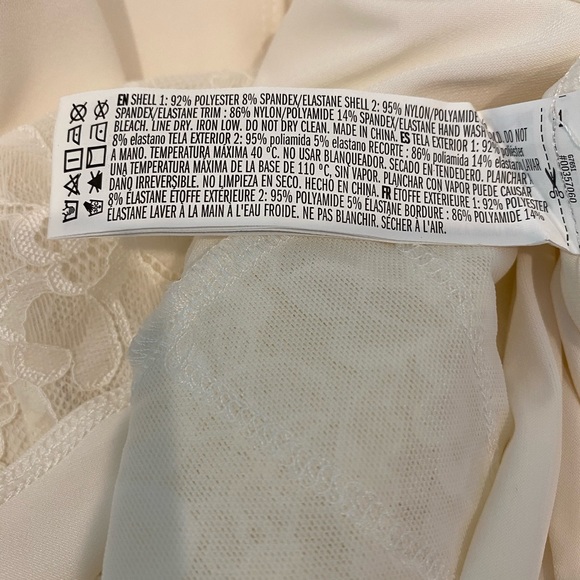 EN SHELL 1: 92% POLYESTER 8% SPANDEX/ELASTANE SHELL 2: 95% NYLON/POLYAMIDE
SPANDEX/ELASTANE TRIM : 86% NYLON/POLYAMIDE 14% SPANDEX/ELASTANE HAND WASH DO NOT
BLEACH. LINE DRY. IRON LOW. DO NOT DRY CLEAN. MADE IN CHINA. ES TELA EXTERIOR 1: 92% poliéster
8% elastano TELA EXTERIOR 2: 95% poliamida 5% elastano RECORTE : 86% poliamida 14% elastano LAVAR
A MANO. TEMPERATURA MÁXIMA 40 ºC. NO USAR BLANQUEADOR. SECADO EN TENDEDERO. PLANCHAR
UNA TEMPERATURA MÁXIMA DE LA BASE DE 110 ºC, SIN VAPOR. PLANCHAR CON VAPOR PUEDE CAUSAR
DAÑO IRREVERSIBLE. NO LIMPIEZA EN SECO. HECHO EN CHINA. FR ÉTOFFE EXTÉRIEURE 1: 92% POLYESTER
8% ÉLASTANE ÉTOFFE EXTÉRIEURE 2: 95% POLYAMIDE 5% ÉLASTANE BORDURE : 86% POLYAMIDE 14%
ÉLASTANE LAVER À LA MAIN À L'EAU FROIDE. NE PAS BLANCHIR. SÉCHER À L'AIR.